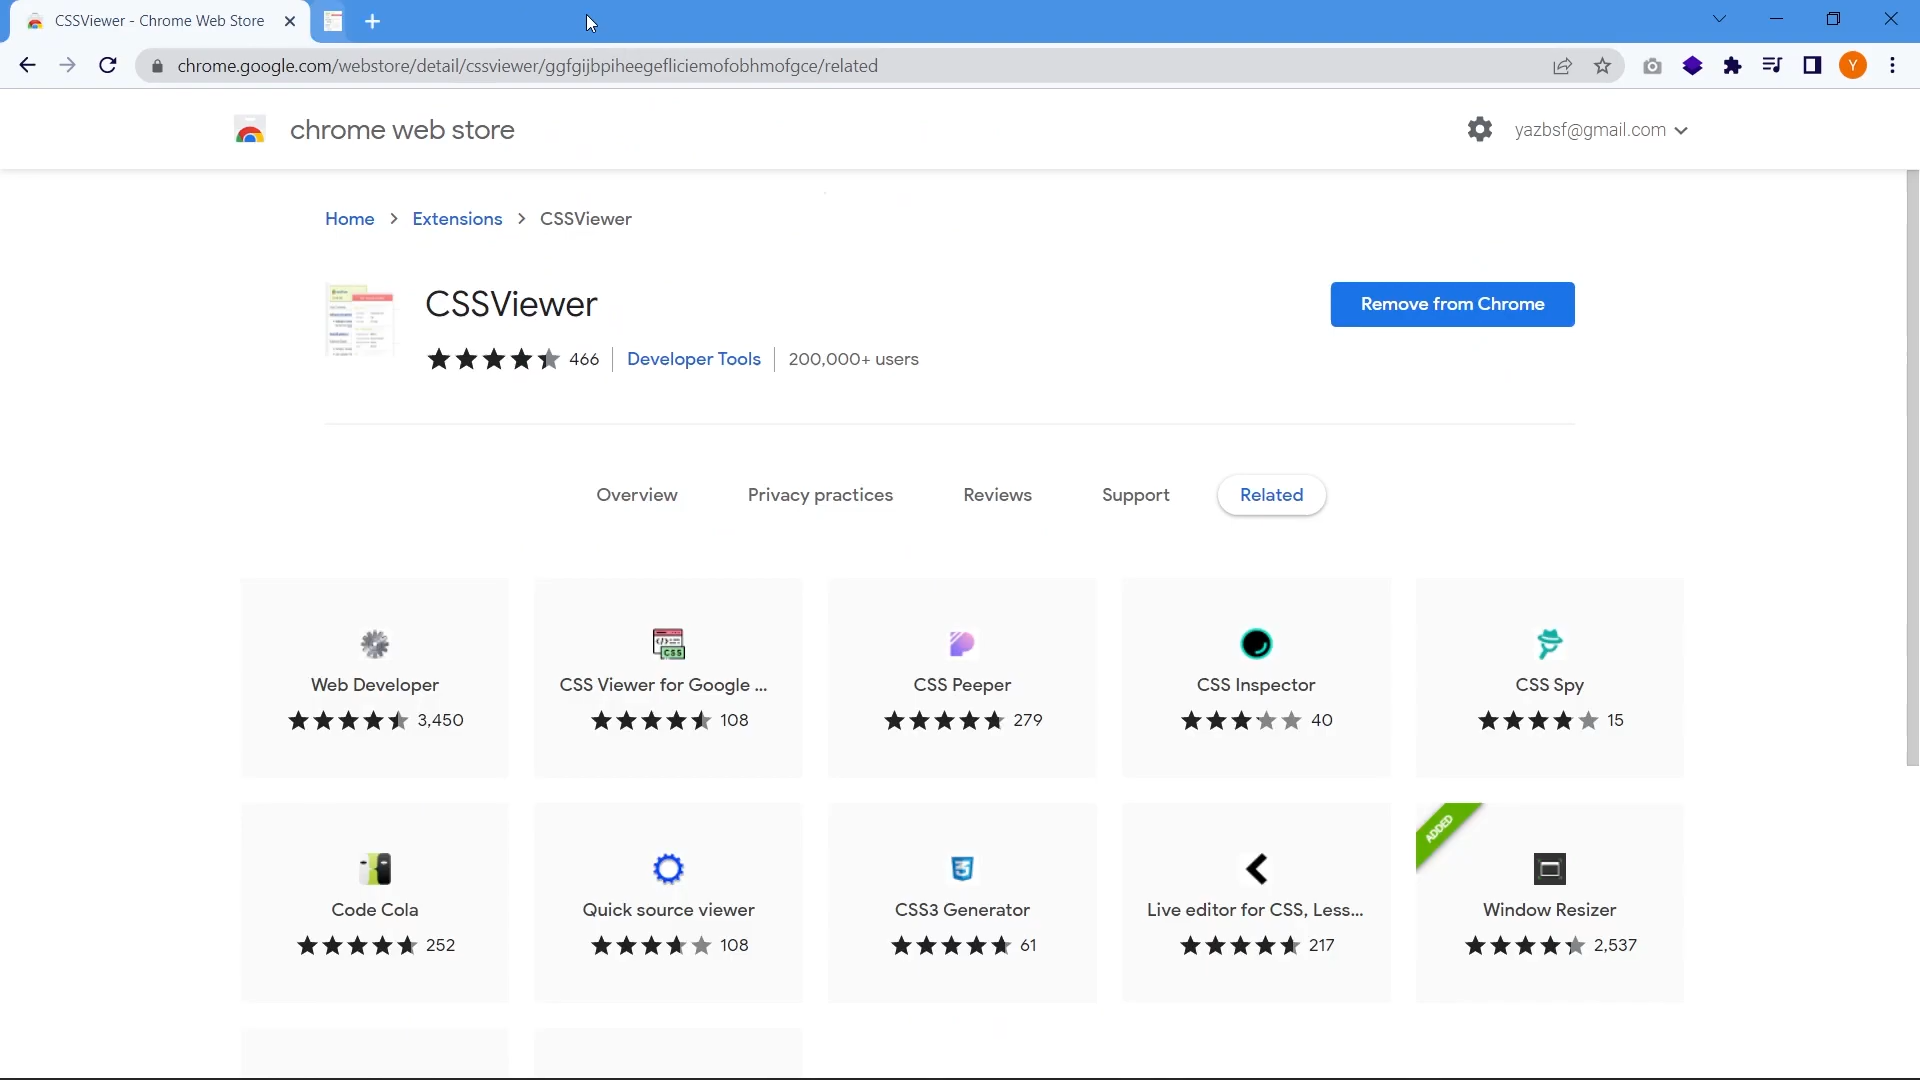 CSSViewer - Chrome Web Store
chrome.google.com/webstore/detail/cssviewer/ggfgijbpiheegefliciemofobhmofgce/related
Y
chrome web store
yazbsf@gmail.com
Home > Extensions > CSSViewer
CSSViewer
Remove from Chrome
466 Developer Tools 200,000+ users
Overview Privacy practices Reviews Support Related
Web Developer
3,450
CSS Viewer for Google ...
CSS
108
CSS Peeper
279
CSS Inspector
40
CSS Spy
15
Code Cola
252
Quick source viewer
108
CSS3 Generator
61
Live editor for CSS, Less...
217
ADDED
Window Resizer
2,537